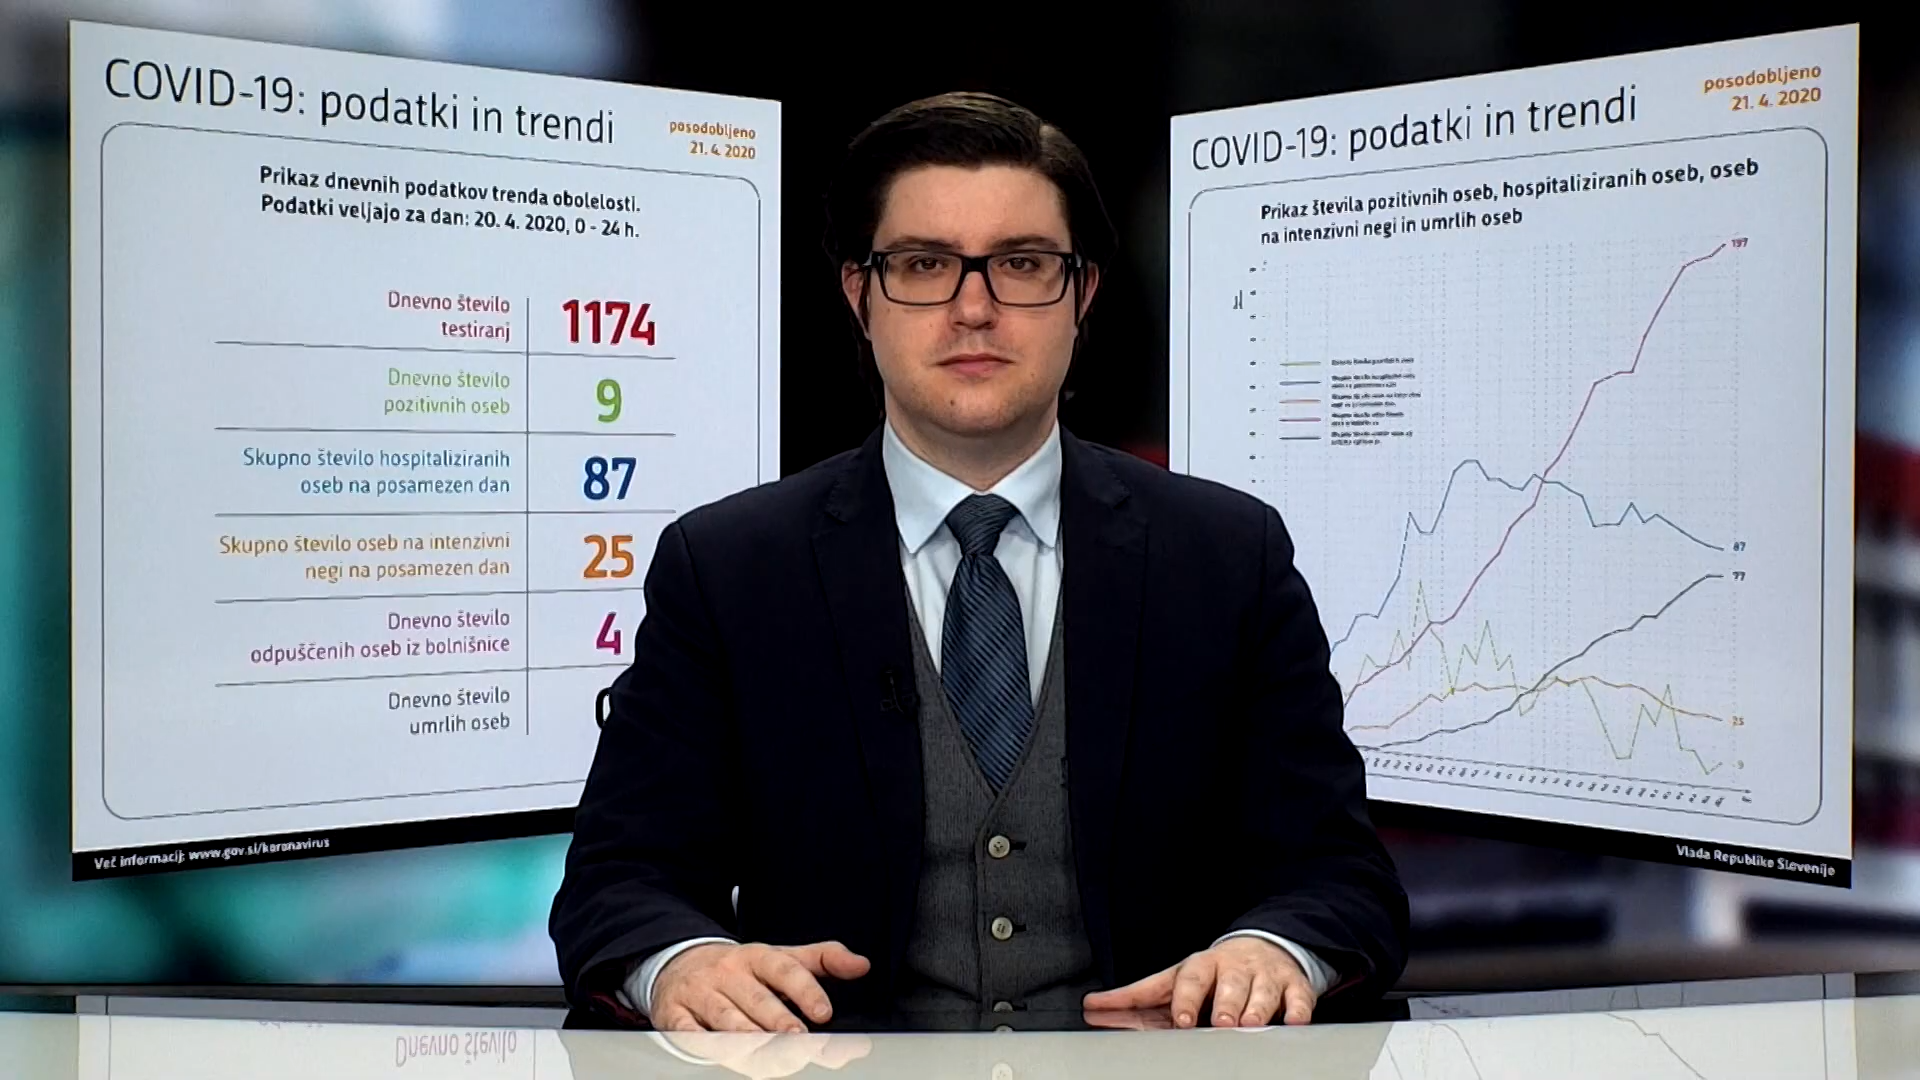 COVID-19: podatki in trendi
posodobljeno
21. 4. 2020
Prikaz dnevnih podatkov trenda obolelosti.
Podatki veljajo za dan: 20. 4. 2020, 0 - 24 h.
Dnevno število
testiranj
1174
Dnevno število
pozitivnih oseb
9
Skupno število hospitaliziranih
oseb na posamezen dan
87
Skupno število oseb na intenzivni
negi na posamezen dan
25
Dnevno število
odpuščenih oseb iz bolnišnice
4
Dnevno število
umrlih oseb
Več informacij: www.gov.si/koronavirus
COVID-19: podatki in trendi
posodobljeno
21. 4. 2020
Prikaz števila pozitivnih oseb, hospitaliziranih oseb, oseb
na intenzivni negi in umrlih oseb
197
87
77
25
9
Vlada Republike Slovenije
Dnevno število